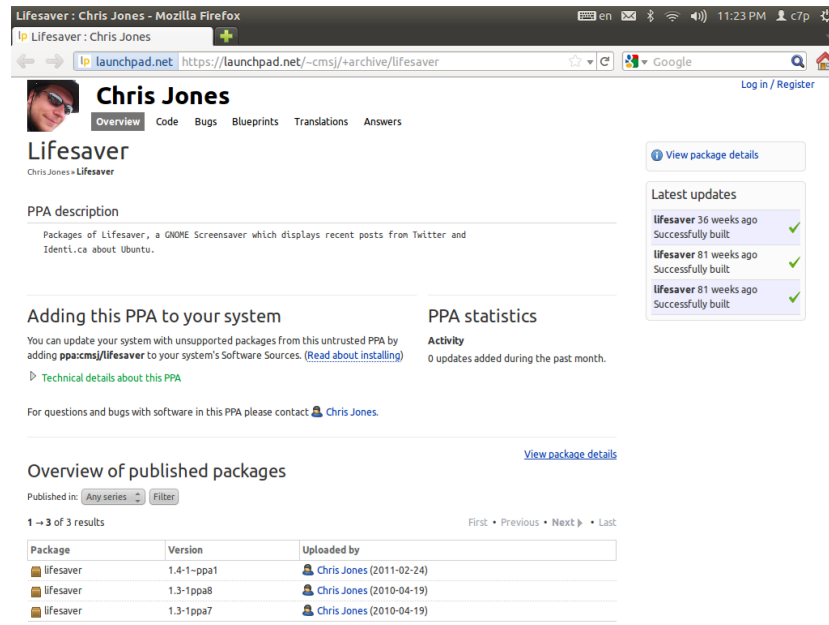 Lifesaver : Chris Jones - Mozilla Firefox
en
11:23 PM
c7p
lp Lifesaver : Chris Jones
lp launchpad.net
https://launchpad.net/~cmsj/+archive/lifesaver
Google
Log in / Register
Chris Jones
Overview Code Bugs Blueprints Translations Answers
Lifesaver
Chris Jones » Lifesaver
View package details
Latest updates
lifesaver 36 weeks ago
Successfully built
lifesaver 81 weeks ago
Successfully built
lifesaver 81 weeks ago
Successfully built
PPA description
Packages of Lifesaver, a GNOME Screensaver which displays recent posts from Twitter and
Identi.ca about Ubuntu.
Adding this PPA to your system
You can update your system with unsupported packages from this untrusted PPA by
adding ppa:cmsj/lifesaver to your system's Software Sources. (Read about installing)
Technical details about this PPA
For questions and bugs with software in this PPA please contact Chris Jones.
PPA statistics
Activity
0 updates added during the past month.
View package details
Overview of published packages
Published in: Any series Filter
1 → 3 of 3 results
First • Previous • Next • Last
Package Version Uploaded by
lifesaver 1.4-1~ppa1 Chris Jones (2011-02-24)
lifesaver 1.3-1ppa8 Chris Jones (2010-04-19)
lifesaver 1.3-1ppa7 Chris Jones (2010-04-19)